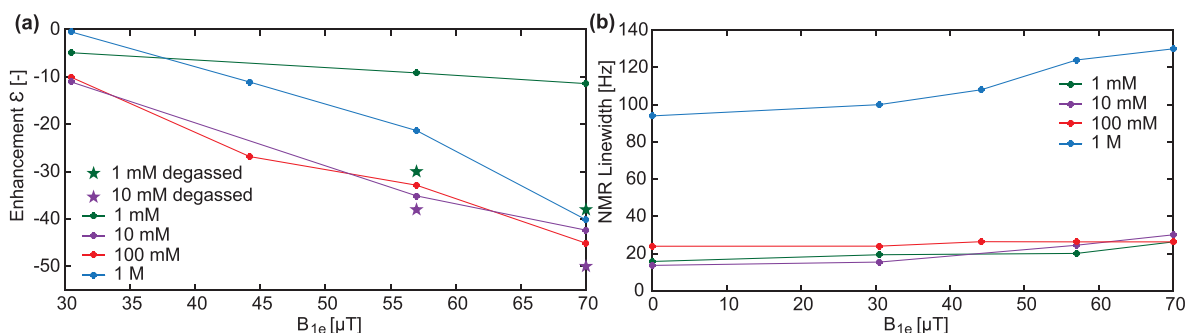 (a)
0
-10
-20
-30
-40
-50
Enhancement Ɛ [-]
1 mM degassed
10 mM degassed
1 mM
10 mM
100 mM
1 M
30 35 40 45 50 55 60 65 70
B1e [µT]
(b)
140
120
100
80
60
40
20
0
NMR Linewidth [Hz]
1 mM
10 mM
100 mM
1 M
0 10 20 30 40 50 60 70
B1e [µT]